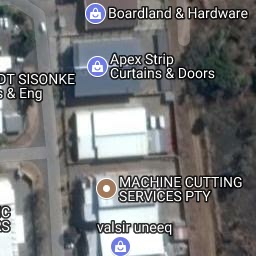 Boardland & Hardware
Apex Strip
Curtains & Doors
OT SISONKE
s & Eng
MACHINE CUTTING
SERVICES PTY
valsir uneeq